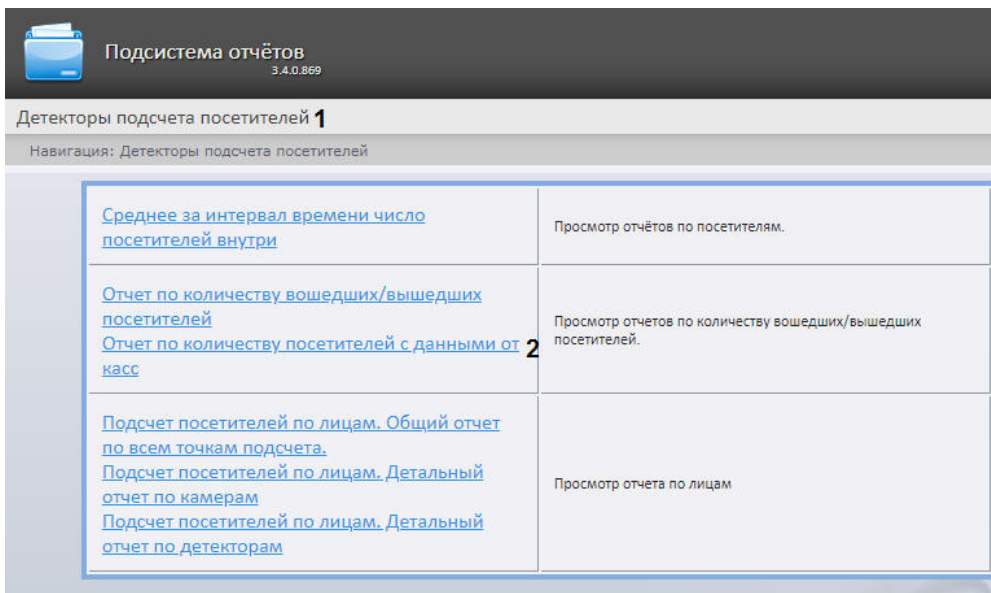 Подсистема отчётов
3.4.0.869
Детекторы подсчета посетителей 1
Навигация: Детекторы подсчета посетителей
Среднее за интервал времени число
посетителей внутри
Просмотр отчётов по посетителям.
Отчет по количеству вошедших/вышедших
посетителей
Отчет по количеству посетителей с данными от 2
касс
Просмотр отчетов по количеству вошедших/вышедших
посетителей.
Подсчет посетителей по лицам. Общий отчет
по всем точкам подсчета.
Подсчет посетителей по лицам. Детальный
отчет по камерам
Подсчет посетителей по лицам. Детальный
отчет по детекторам
Просмотр отчета по лицам